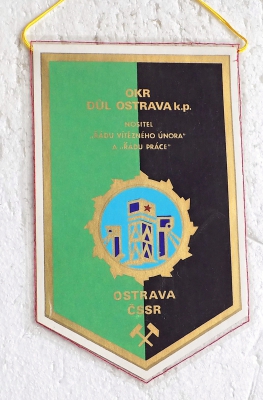 OKR
DŮL OSTRAVA k.p.
NOSITEL
„ŘÁDU VÍTĚZNÉHO ÚNORA"
A „ŘÁDU PRÁCE"
OSTRAVA
ČSSR